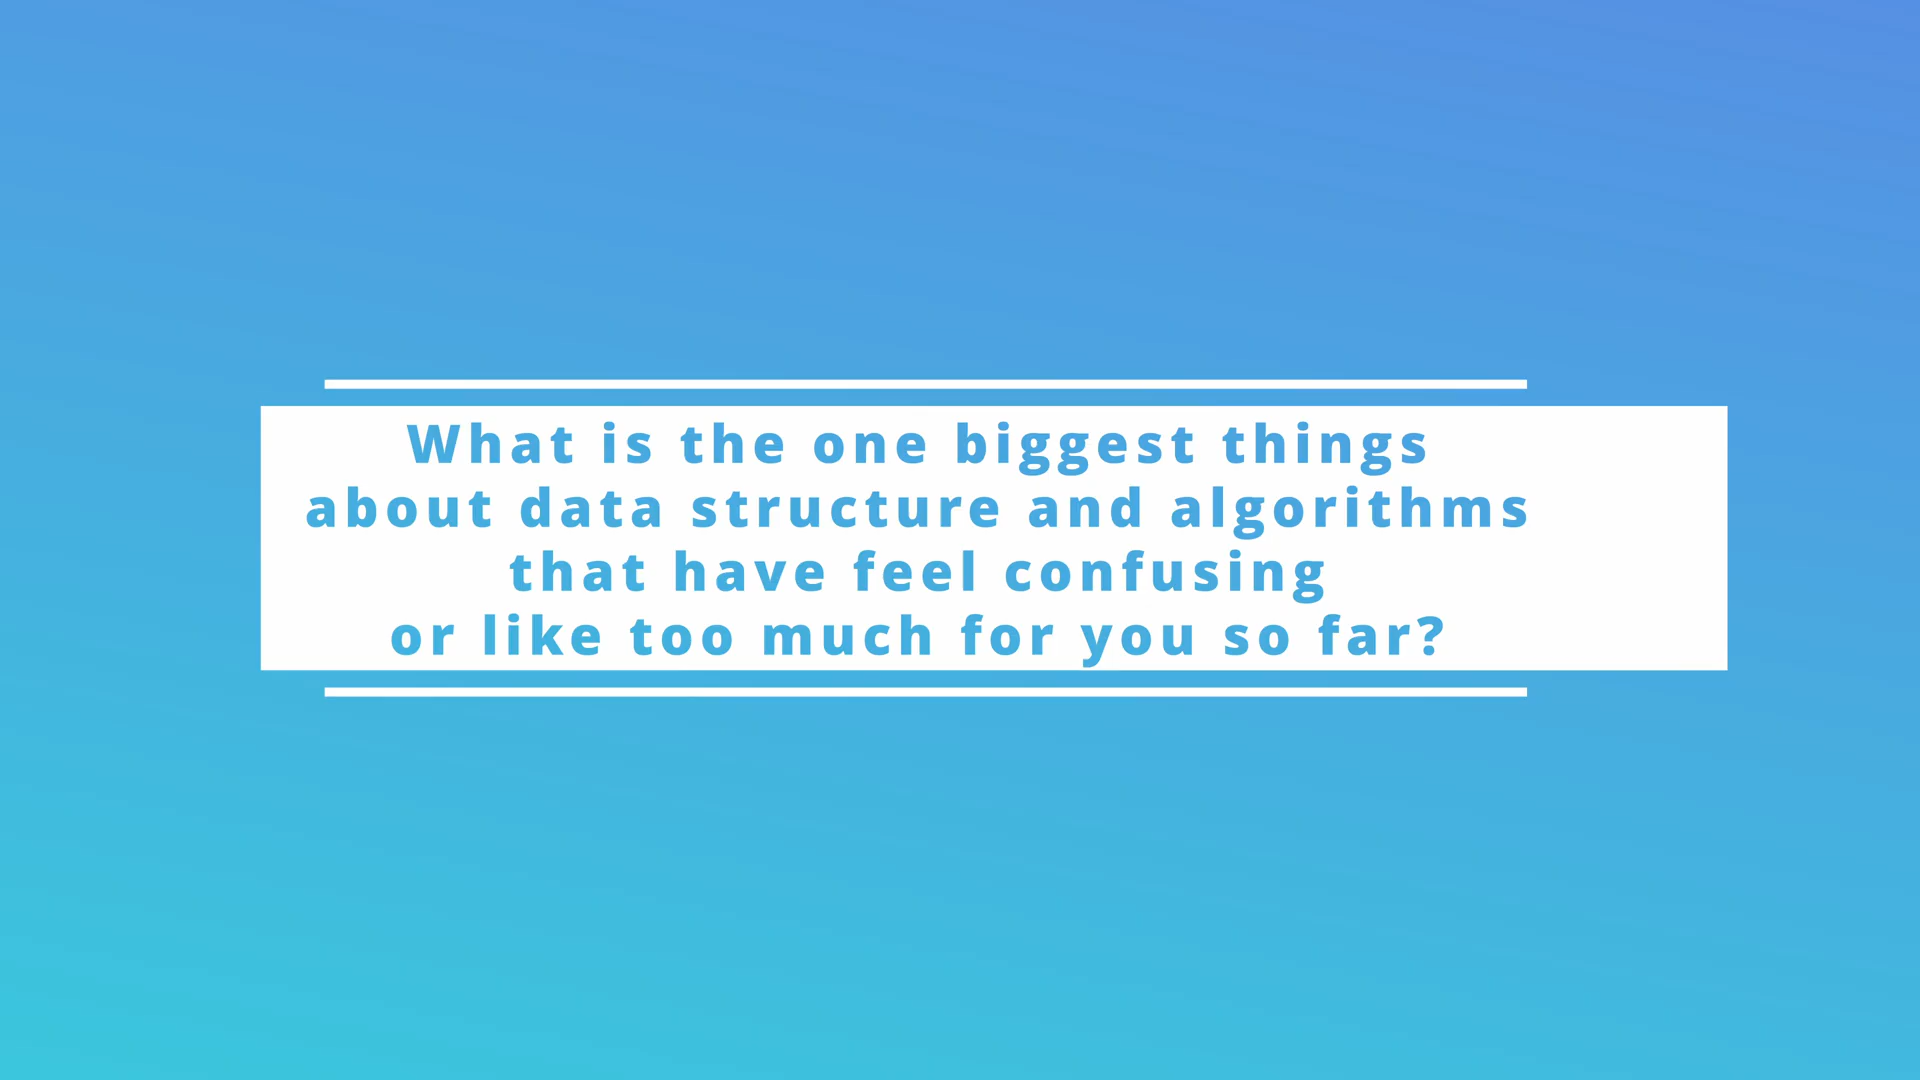 What is the one biggest things
about data structure and algorithms
that have feel confusing
or like too much for you so far?